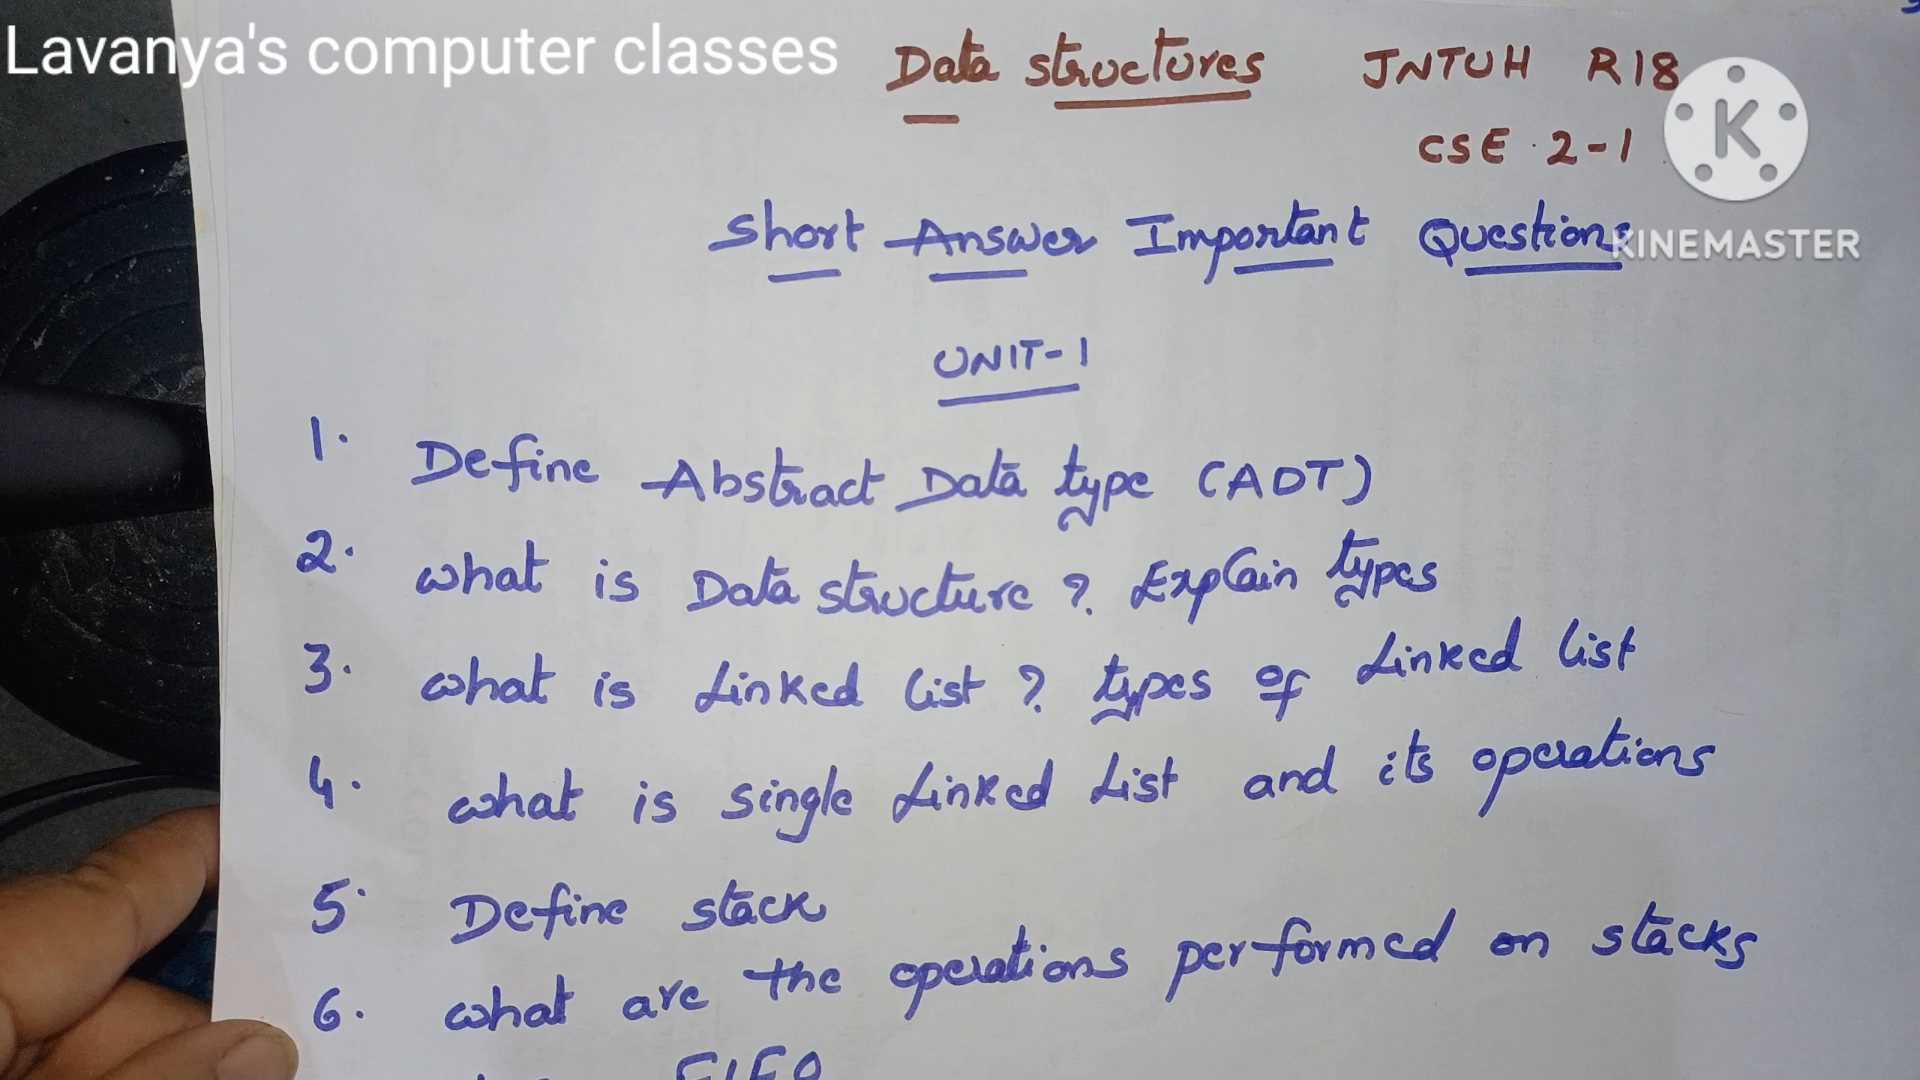 Lavanya's computer classes
Data structures JNTUH R18
CSE 2-1
K
KINEMASTER
Short Answer Important Questions
UNIT-1
1. Define Abstract Data type (ADT)
2. what is Data structure ? Explain types
3. what is Linked list ? types of Linked list
4. what is single Linked List and its operations
5. Define stack
6. what are the operations performed on stacks
FIFO